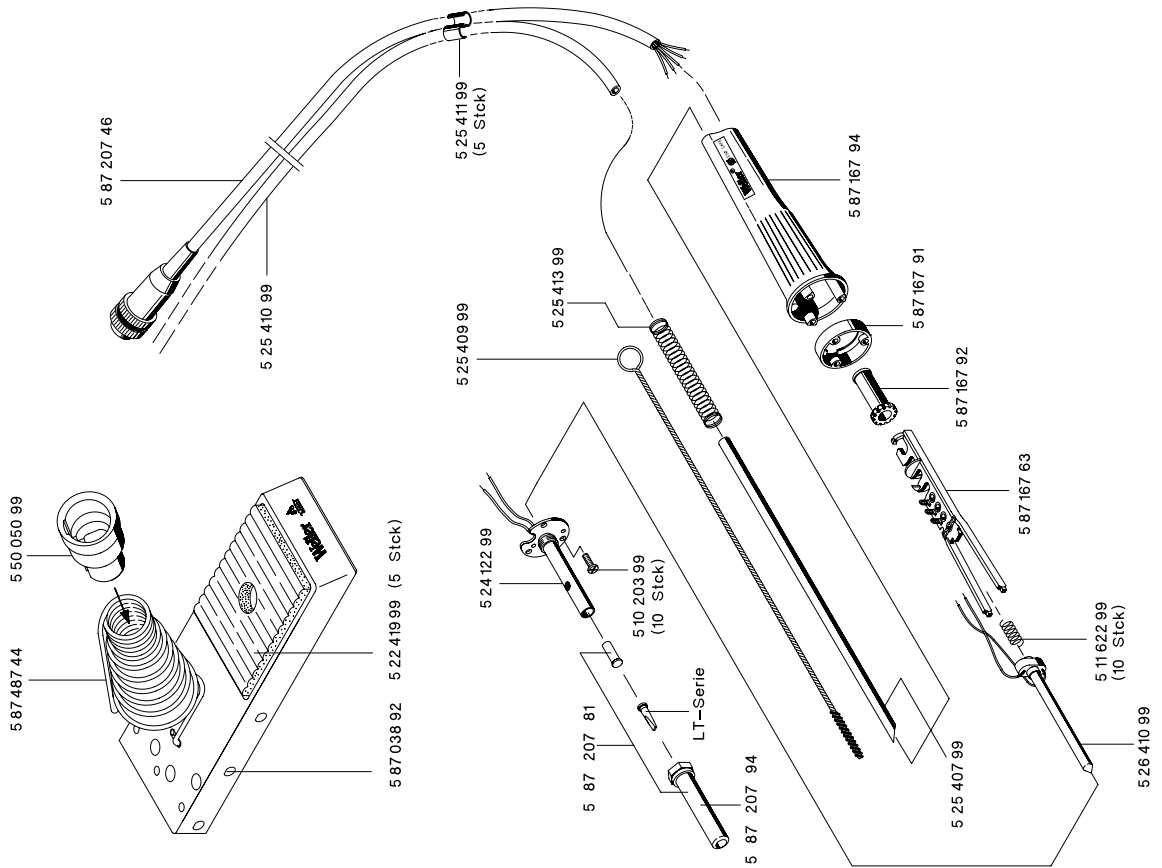 5 50 050 99
5 87 487 44
5 22 419 99 (5 Stck)
5 87 038 92
Weller
5 87 207 46
5 25 410 99
5 25 411 99
(5 Stck)
5 25 413 99
5 25 409 99
5 24 122 99
5 10 203 99
(10 Stck)
5 87 207 81
LT-Serie
5 87 207 94
5 25 407 99
Weller
5 87 167 94
5 87 167 91
5 87 167 92
5 87 167 63
5 11 622 99
(10 Stck)
5 26 410 99